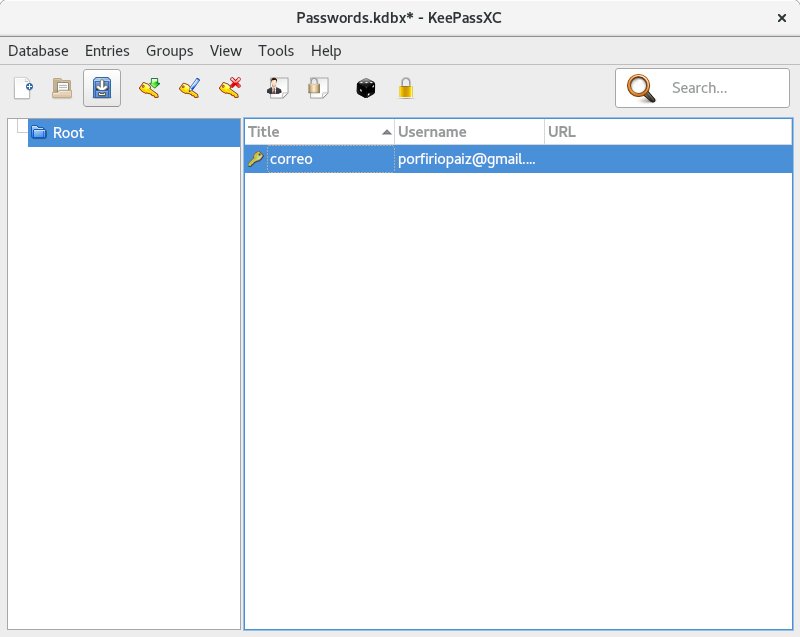 Passwords.kdbx* - KeePassXC
Database Entries Groups View Tools Help
Search...
Root
Title Username URL
correo porfiriopaiz@gmail....